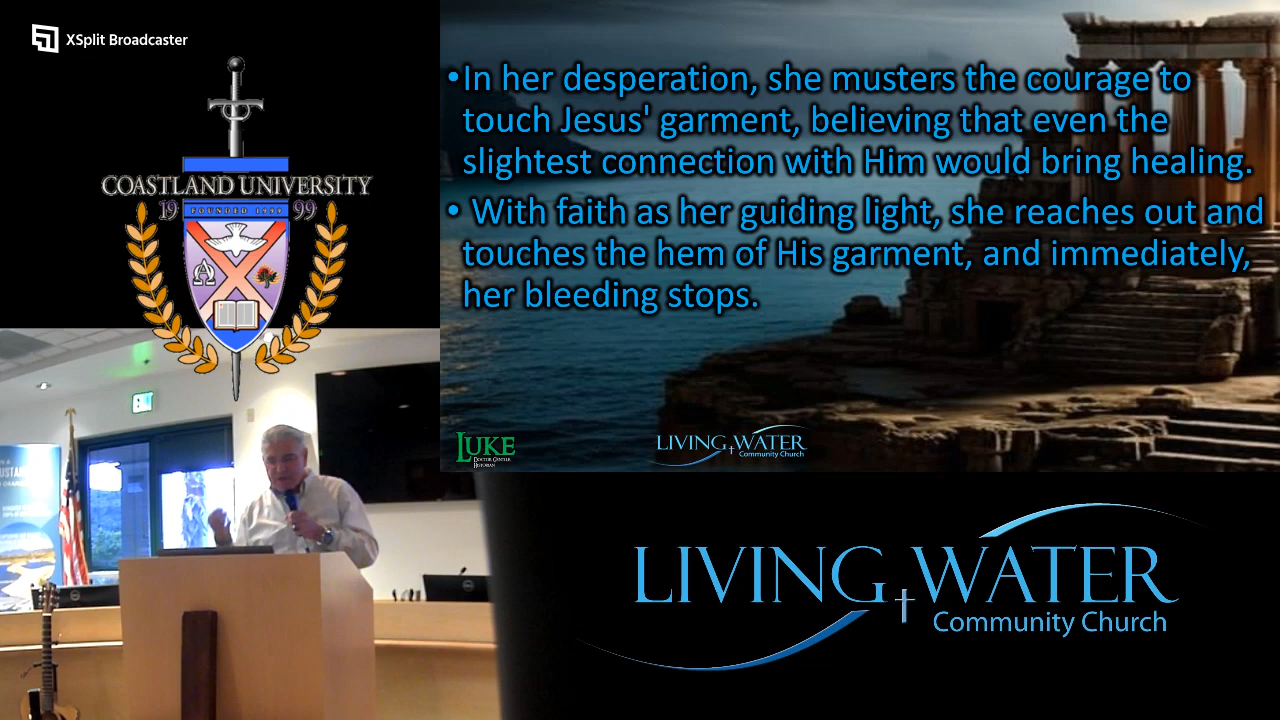 XSplit Broadcaster
COASTLAND UNIVERSITY
19 FOUNDED 1999 99
•In her desperation, she musters the courage to
touch Jesus' garment, believing that even the
slightest connection with Him would bring healing.
• With faith as her guiding light, she reaches out and
touches the hem of His garment, and immediately,
her bleeding stops.
LUKE
LIVING WATER
Community Church
LIVING WATER
Community Church